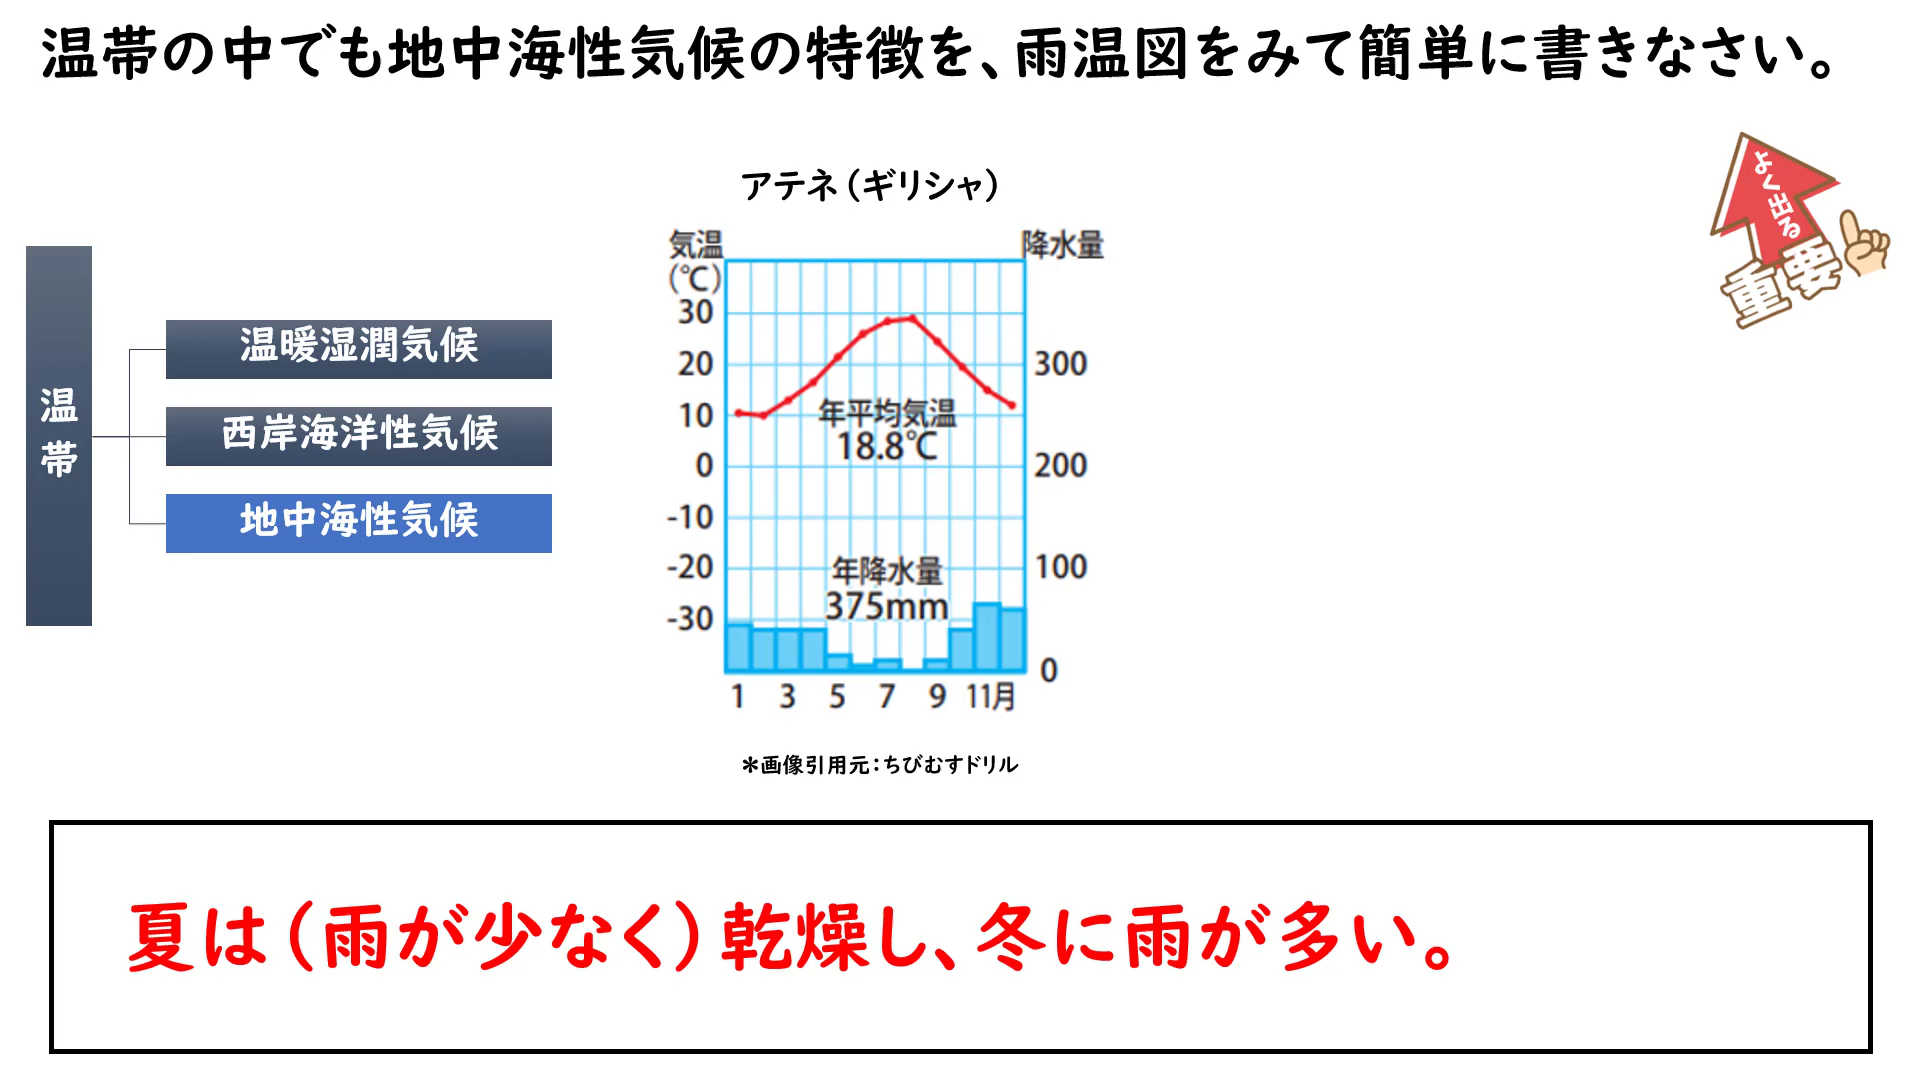 温帯の中でも地中海性気候の特徴を、雨温図をみて簡単に書きなさい。
よく出る
重要
温帯
温暖湿潤気候
西岸海洋性気候
地中海性気候
アテネ（ギリシャ）
気温
(℃)
降水量
30
20
10
0
-10
-20
-30
300
200
100
0
年平均気温
18.8℃
年降水量
375mm
1 3 5 7 9 11月
*画像引用元：ちびむすドリル
夏は（雨が少なく）乾燥し、冬に雨が多い。